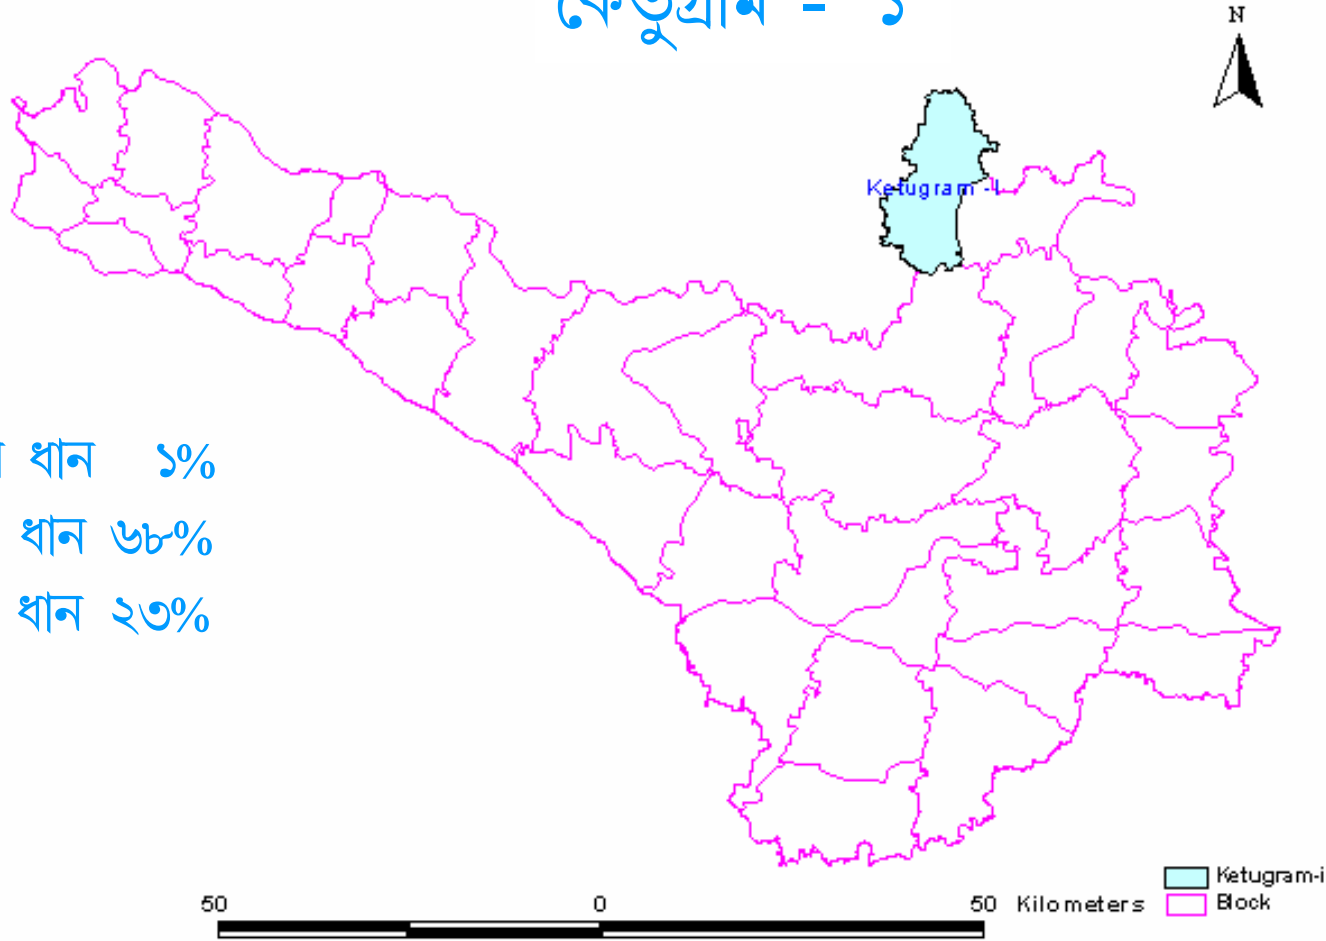 কেতুগ্রাম - ১
N
Ketugram -I
ধান ১%
ধান ৬৮%
ধান ২৩%
50 0 50 Kilometers
Ketugram-i
Block